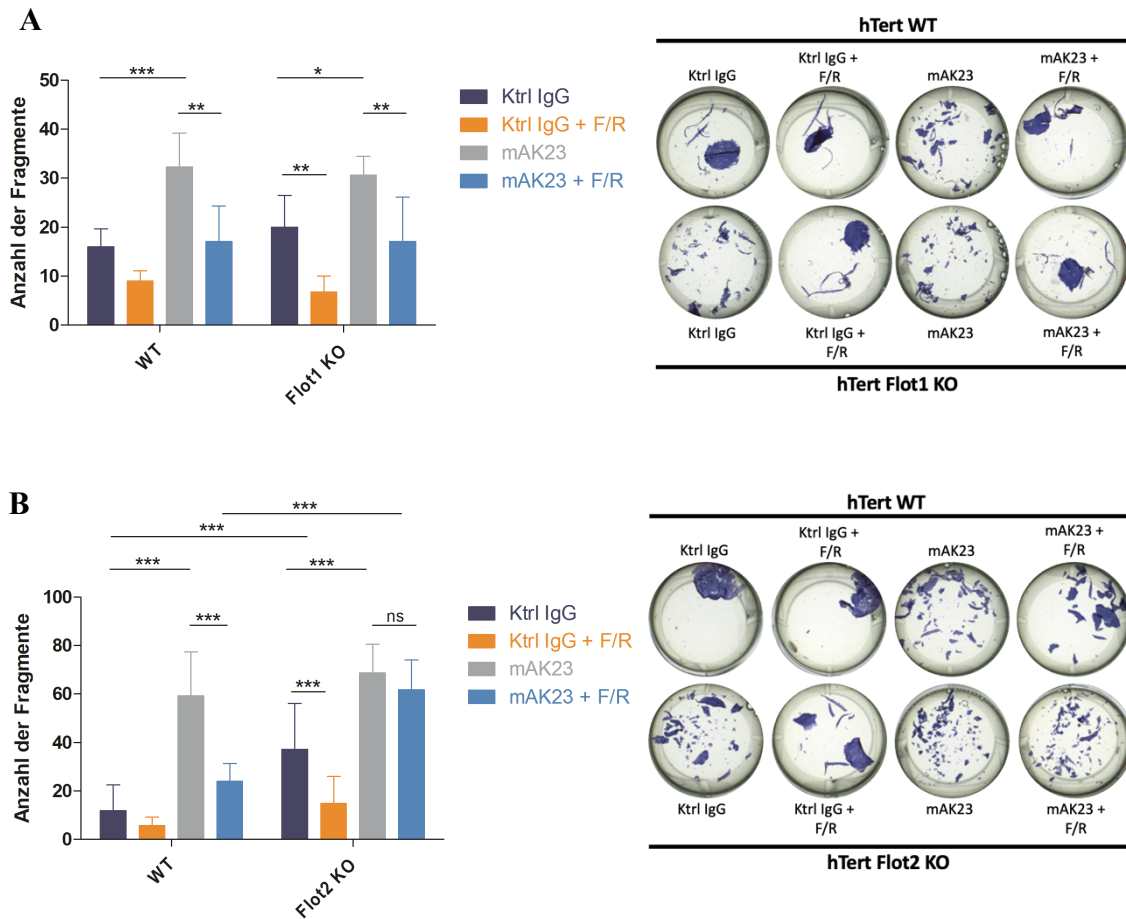 A
***
*
**
**
**
50
40
30
20
10
0
Anzahl der Fragmente
WT
Flot1 KO
Ktrl IgG
Ktrl IgG + F/R
mAK23
mAK23 + F/R
hTert WT
Ktrl IgG
Ktrl IgG +
F/R
mAK23
mAK23 +
F/R
Ktrl IgG
Ktrl IgG +
F/R
mAK23
mAK23 +
F/R
hTert Flot1 KO
B
***
***
***
***
***
ns
***
100
80
60
40
20
0
Anzahl der Fragmente
WT
Flot2 KO
Ktrl IgG
Ktrl IgG + F/R
mAK23
mAK23 + F/R
hTert WT
Ktrl IgG
Ktrl IgG +
F/R
mAK23
mAK23 +
F/R
Ktrl IgG
Ktrl IgG +
F/R
mAK23
mAK23 +
F/R
hTert Flot2 KO